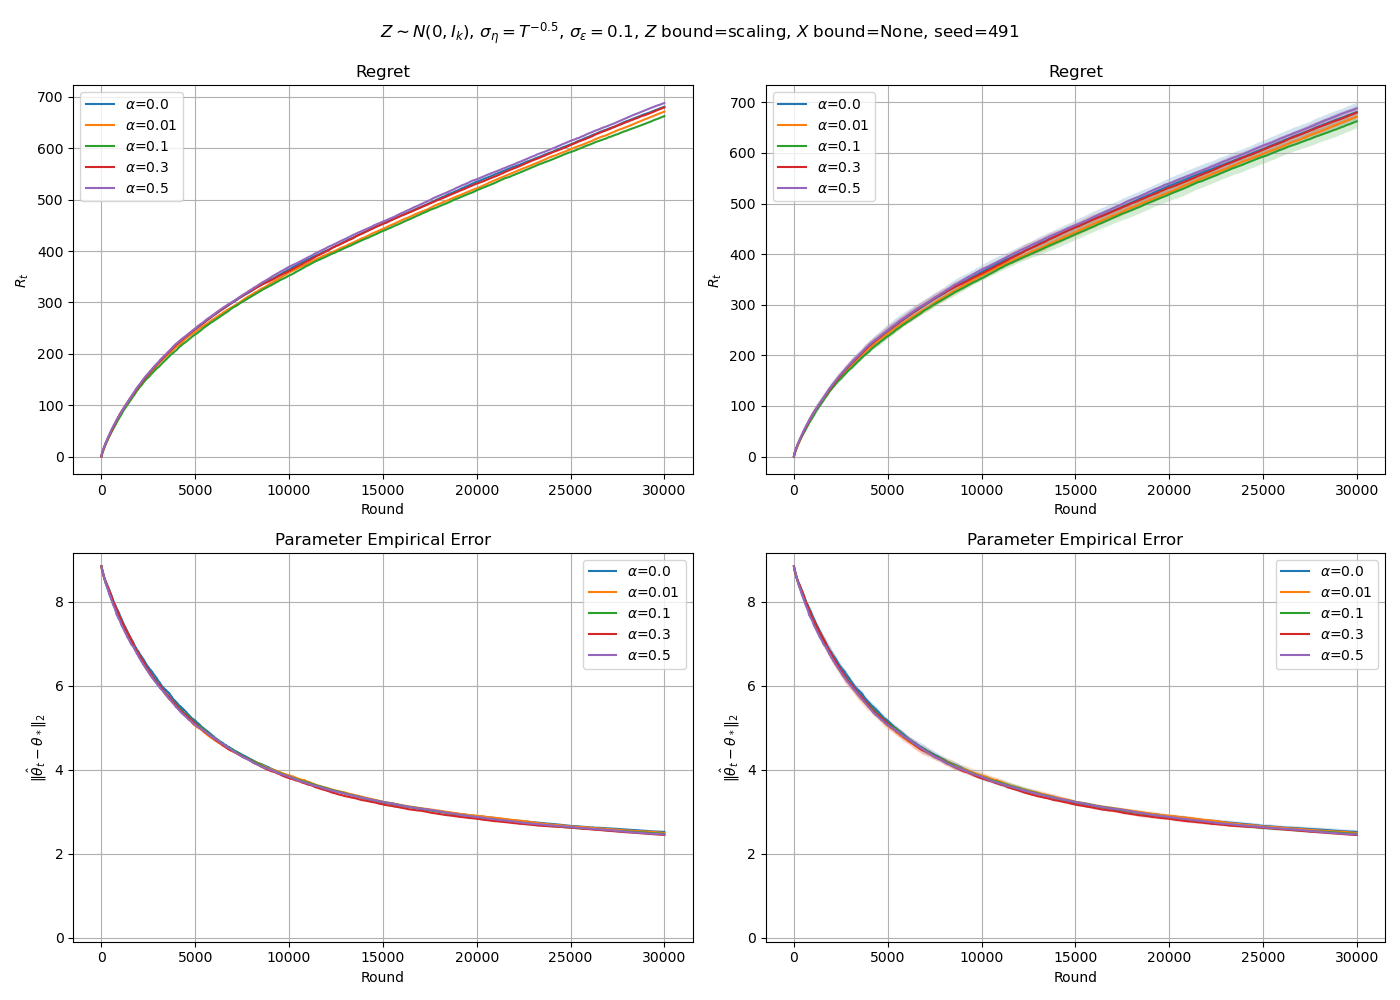 Z ∼ N(0, I_k), σ_η = T^{−0.5}, σ_ε = 0.1, Z bound=scaling, X bound=None, seed=491
Regret
R_t
700
600
500
400
300
200
100
0
α=0.0
α=0.01
α=0.1
α=0.3
α=0.5
0 5000 10000 15000 20000 25000 30000
Round
Regret
R_t
700
600
500
400
300
200
100
0
α=0.0
α=0.01
α=0.1
α=0.3
α=0.5
0 5000 10000 15000 20000 25000 30000
Round
Parameter Empirical Error
‖θ̂_t − θ_*‖_2
8
6
4
2
0
α=0.0
α=0.01
α=0.1
α=0.3
α=0.5
0 5000 10000 15000 20000 25000 30000
Round
Parameter Empirical Error
‖θ̂_t − θ_*‖_2
8
6
4
2
0
α=0.0
α=0.01
α=0.1
α=0.3
α=0.5
0 5000 10000 15000 20000 25000 30000
Round